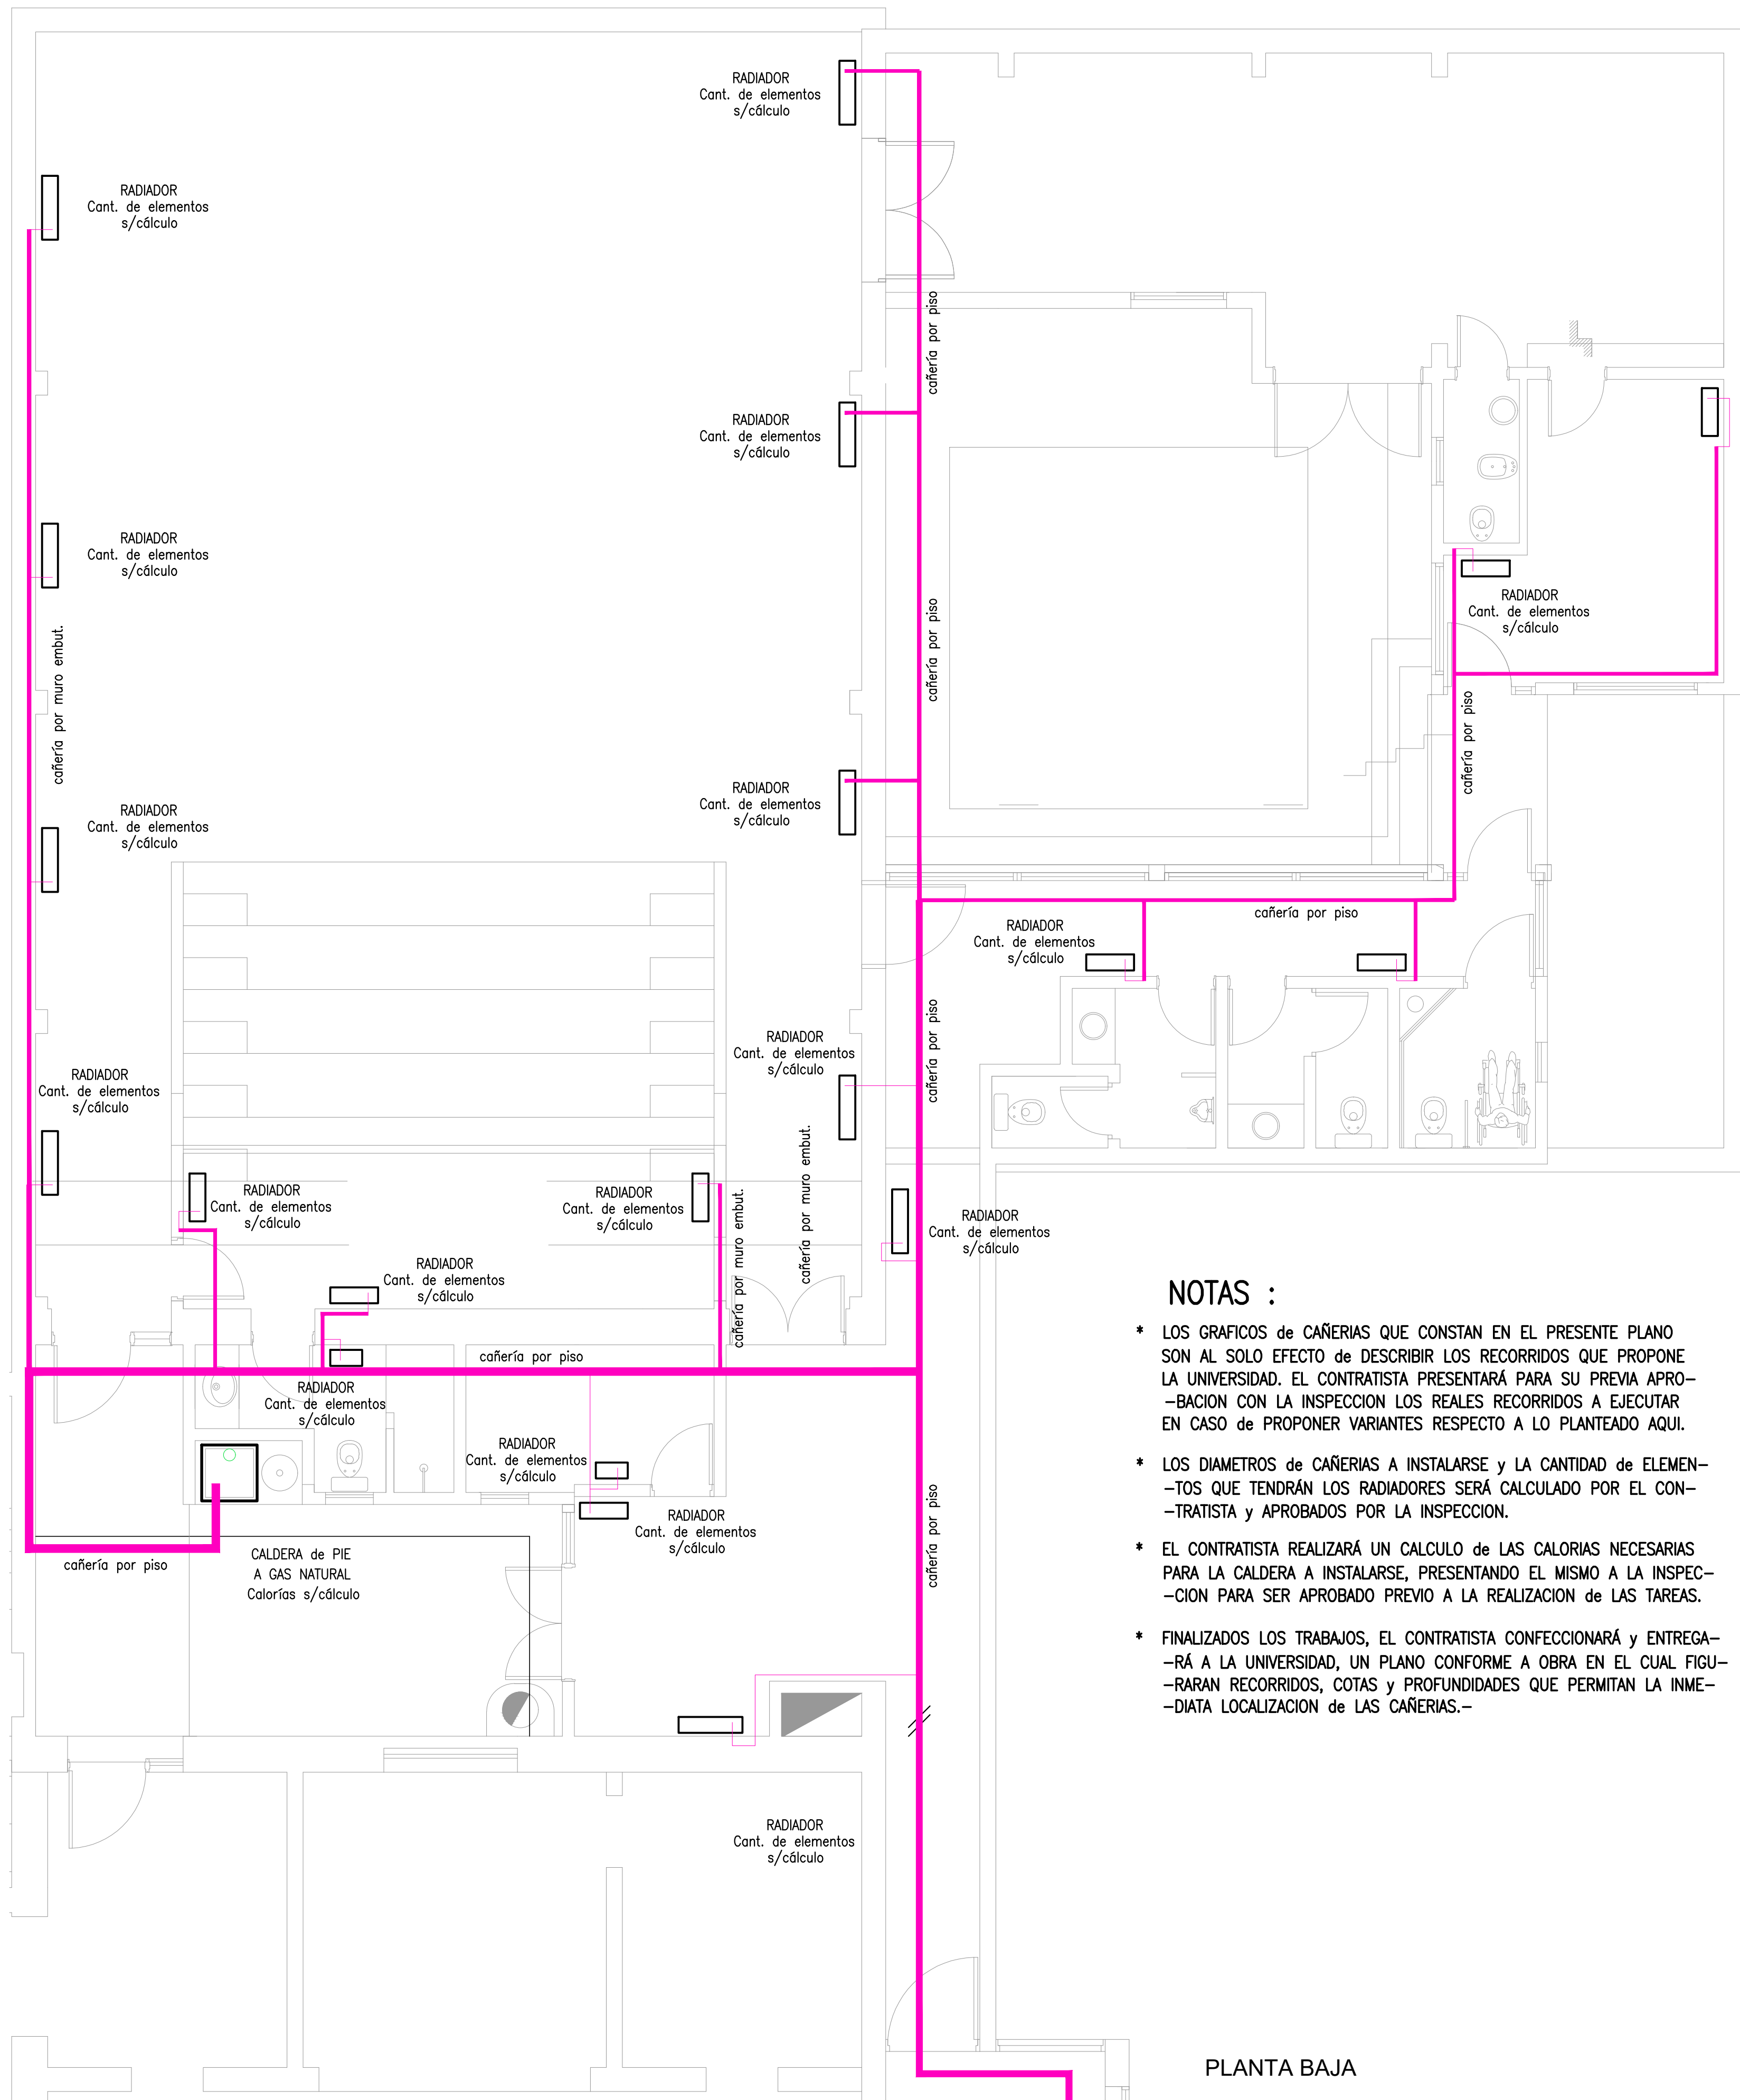 RADIADOR
Cant. de elementos
s/cálculo
RADIADOR
Cant. de elementos
s/cálculo
cañería por piso
RADIADOR
Cant. de elementos
s/cálculo
RADIADOR
Cant. de elementos
s/cálculo
cañería por muro embut.
cañería por piso
RADIADOR
Cant. de elementos
s/cálculo
cañería por piso
RADIADOR
Cant. de elementos
s/cálculo
RADIADOR
Cant. de elementos
s/cálculo
RADIADOR
Cant. de elementos
s/cálculo
cañería por piso
cañería por piso
RADIADOR
Cant. de elementos
s/cálculo
RADIADOR
Cant. de elementos
s/cálculo
cañería por muro embut.
RADIADOR
Cant. de elementos
s/cálculo
RADIADOR
Cant. de elementos
s/cálculo
cañería por muro embut.
RADIADOR
Cant. de elementos
s/cálculo
RADIADOR
Cant. de elementos
s/cálculo
cañería por piso
RADIADOR
Cant. de elementos
s/cálculo
RADIADOR
Cant. de elementos
s/cálculo
RADIADOR
Cant. de elementos
s/cálculo
cañería por piso
cañería por piso
CALDERA de PIE
A GAS NATURAL
Calorías s/cálculo
RADIADOR
Cant. de elementos
s/cálculo
NOTAS :
* LOS GRAFICOS de CAÑERIAS QUE CONSTAN EN EL PRESENTE PLANO
SON AL SOLO EFECTO de DESCRIBIR LOS RECORRIDOS QUE PROPONE
LA UNIVERSIDAD. EL CONTRATISTA PRESENTARÁ PARA SU PREVIA APRO-
-BACION CON LA INSPECCION LOS REALES RECORRIDOS A EJECUTAR
EN CASO de PROPONER VARIANTES RESPECTO A LO PLANTEADO AQUI.
* LOS DIAMETROS de CAÑERIAS A INSTALARSE y LA CANTIDAD de ELEMEN-
-TOS QUE TENDRÁN LOS RADIADORES SERÁ CALCULADO POR EL CON-
-TRATISTA y APROBADOS POR LA INSPECCION.
* EL CONTRATISTA REALIZARÁ UN CALCULO de LAS CALORIAS NECESARIAS
PARA LA CALDERA A INSTALARSE, PRESENTANDO EL MISMO A LA INSPEC-
-CION PARA SER APROBADO PREVIO A LA REALIZACION de LAS TAREAS.
* FINALIZADOS LOS TRABAJOS, EL CONTRATISTA CONFECCIONARÁ y ENTREGA-
-RÁ A LA UNIVERSIDAD, UN PLANO CONFORME A OBRA EN EL CUAL FIGU-
-RARAN RECORRIDOS, COTAS y PROFUNDIDADES QUE PERMITAN LA INME-
-DIATA LOCALIZACION de LAS CAÑERIAS.-
PLANTA BAJA